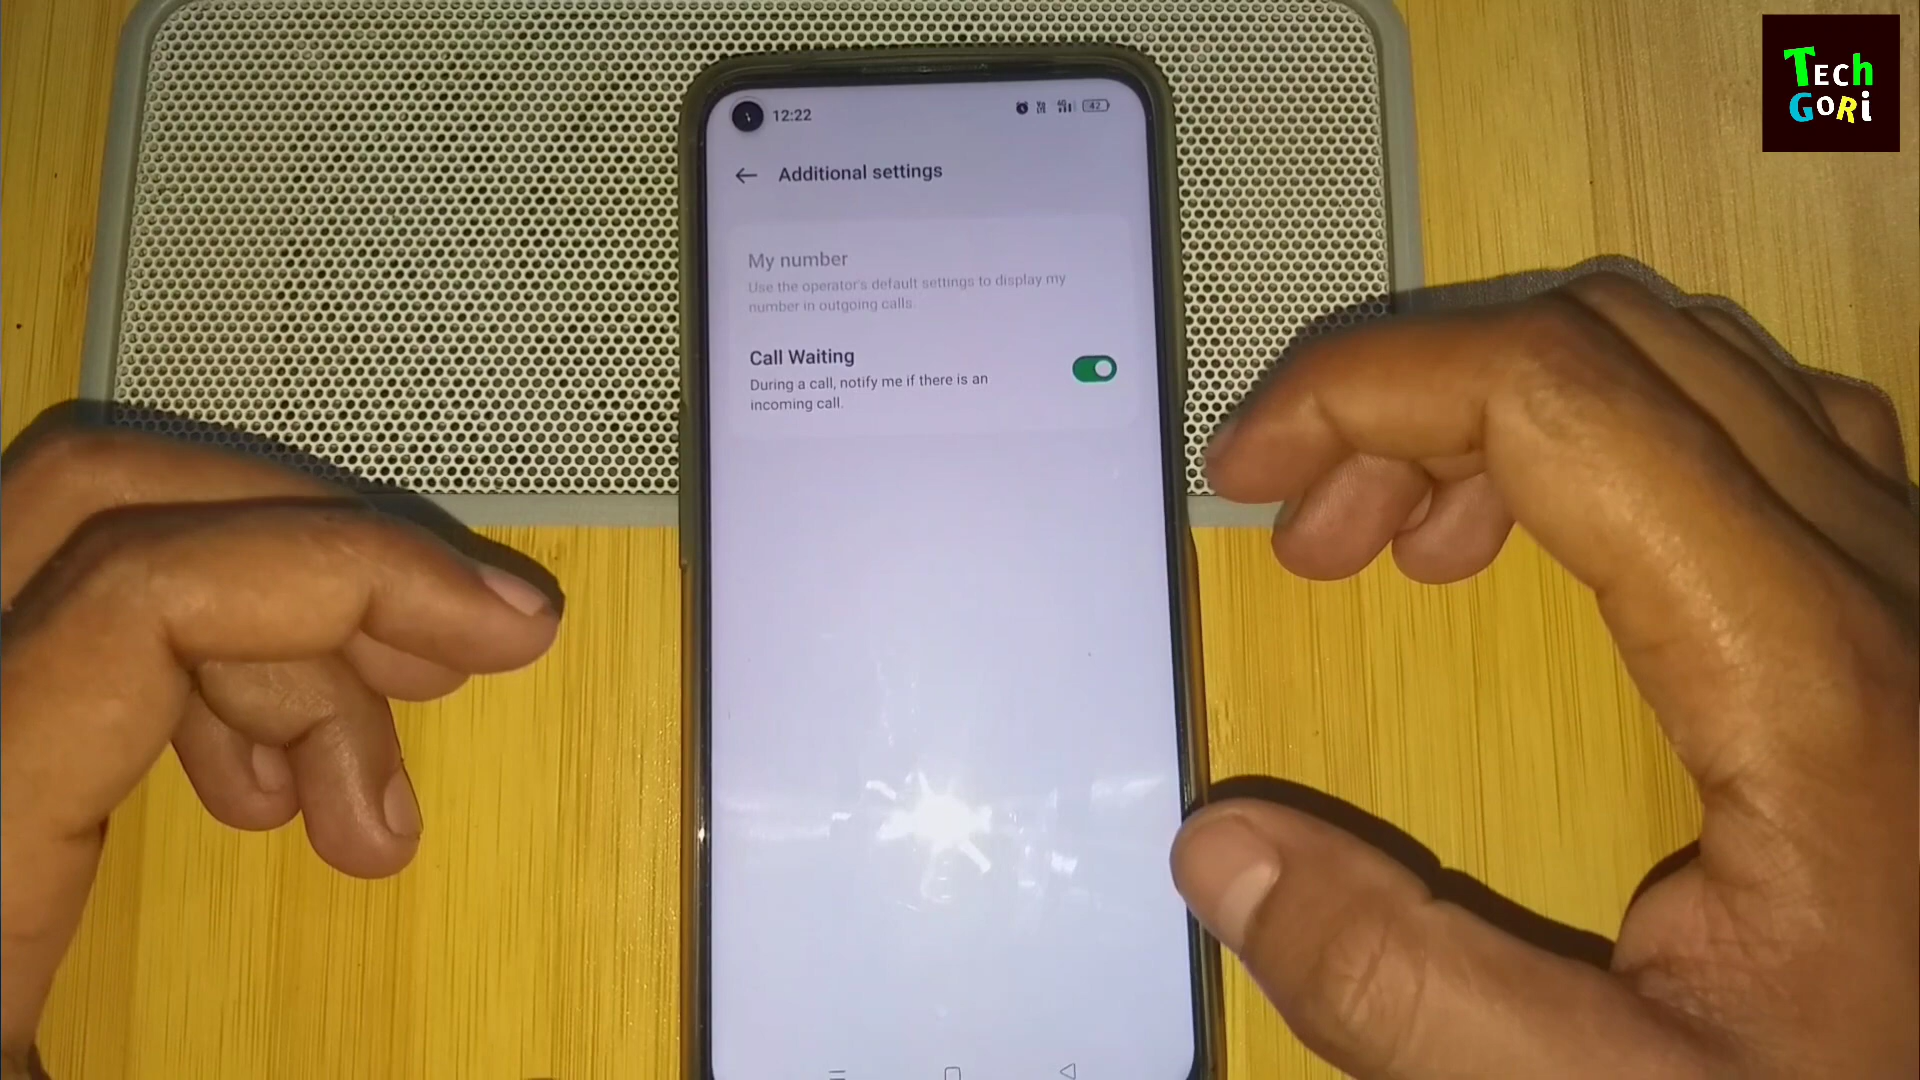 TECh
GORi
12:22
42
Additional settings
My number
Use the operator's default settings to display my
number in outgoing calls.
Call Waiting
During a call, notify me if there is an
incoming call.